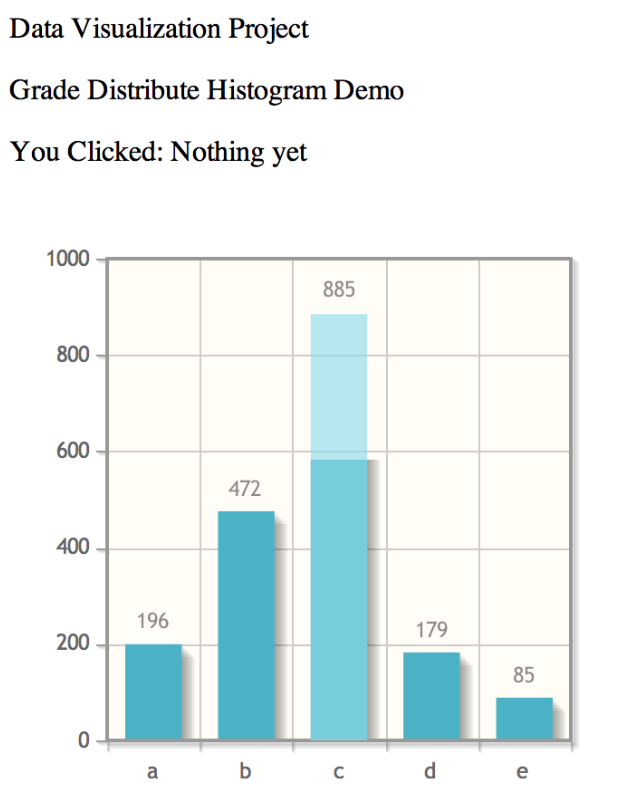 Data Visualization Project
Grade Distribute Histogram Demo
You Clicked: Nothing yet
1000
885
800
600
472
400
196
179
200
85
0
a b c d e